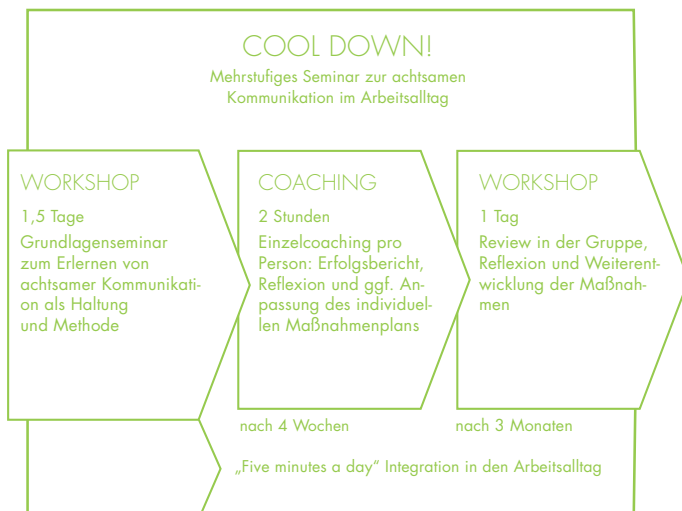 COOL DOWN!
Mehrstufiges Seminar zur achtsamen
Kommunikation im Arbeitsalltag
WORKSHOP
1,5 Tage
Grundlagenseminar
zum Erlernen von
achtsamer Kommunikati-
on als Haltung
und Methode
COACHING
2 Stunden
Einzelcoaching pro
Person: Erfolgsbericht,
Reflexion und ggf. An-
passung des individuel-
len Maßnahmenplans
nach 4 Wochen
WORKSHOP
1 Tag
Review in der Gruppe,
Reflexion und Weiterent-
wicklung der Maßnah-
men
nach 3 Monaten
„Five minutes a day“ Integration in den Arbeitsalltag